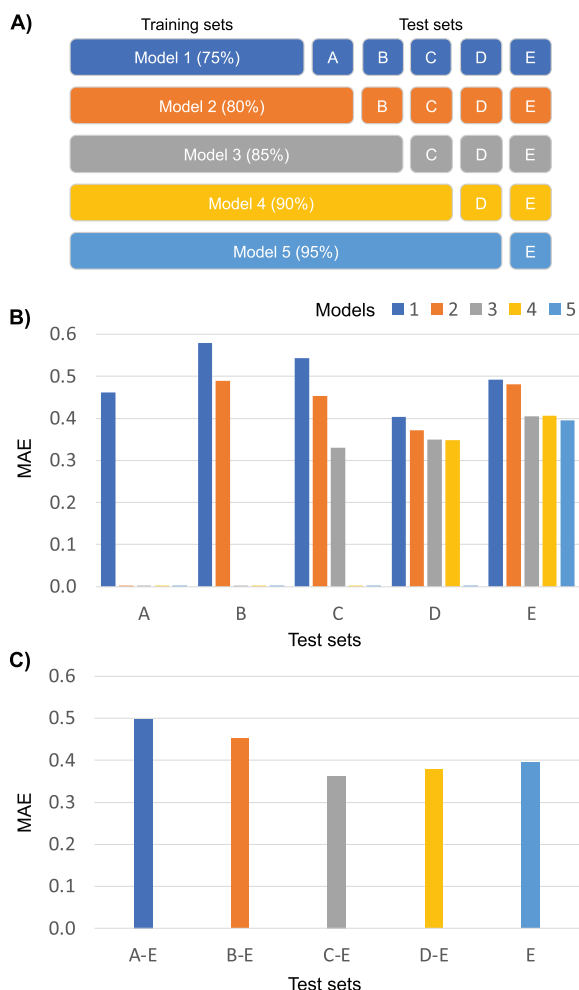 A)
Training sets Test sets
Model 1 (75%) A B C D E
Model 2 (80%) B C D E
Model 3 (85%) C D E
Model 4 (90%) D E
Model 5 (95%) E
B)
Models 1 2 3 4 5
0.6
0.5
0.4
0.3
0.2
0.1
0.0
MAE
A B C D E
Test sets
C)
0.6
0.5
0.4
0.3
0.2
0.1
0.0
MAE
A-E B-E C-E D-E E
Test sets